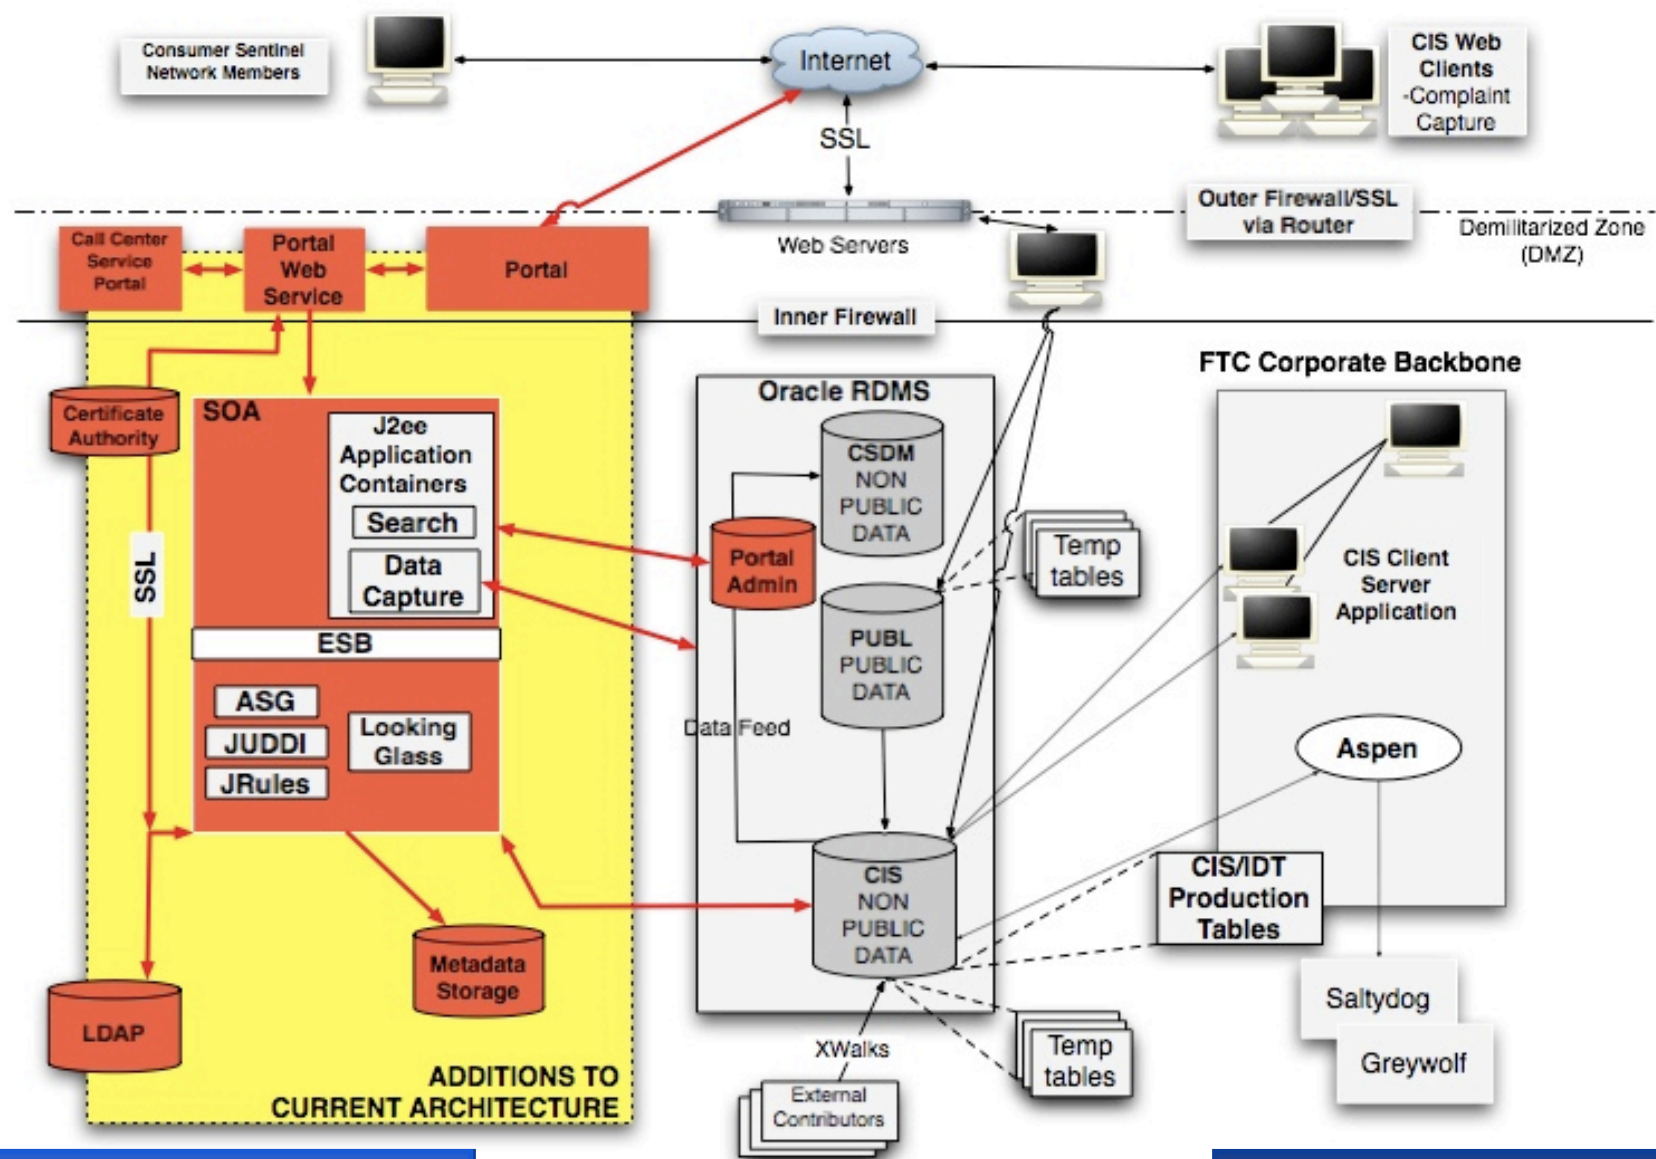 Consumer Sentinel
Network Members
Internet
CIS Web
Clients
-Complaint
Capture
SSL
Outer Firewall/SSL
via Router
Demilitarized Zone
(DMZ)
Web Servers
Call Center
Service
Portal
Portal
Web
Service
Portal
Inner Firewall
FTC Corporate Backbone
Certificate
Authority
SOA
J2ee
Application
Containers
Search
Data
Capture
SSL
ESB
ASG
JUDDI
JRules
Looking
Glass
Metadata
Storage
LDAP
ADDITIONS TO
CURRENT ARCHITECTURE
Oracle RDMS
CSDM
NON
PUBLIC
DATA
Portal
Admin
Temp
tables
PUBL
PUBLIC
DATA
Data Feed
CIS
NON
PUBLIC
DATA
XWalks
External
Contributors
Temp
tables
CIS Client
Server
Application
Aspen
CIS/IDT
Production
Tables
Saltydog
Greywolf